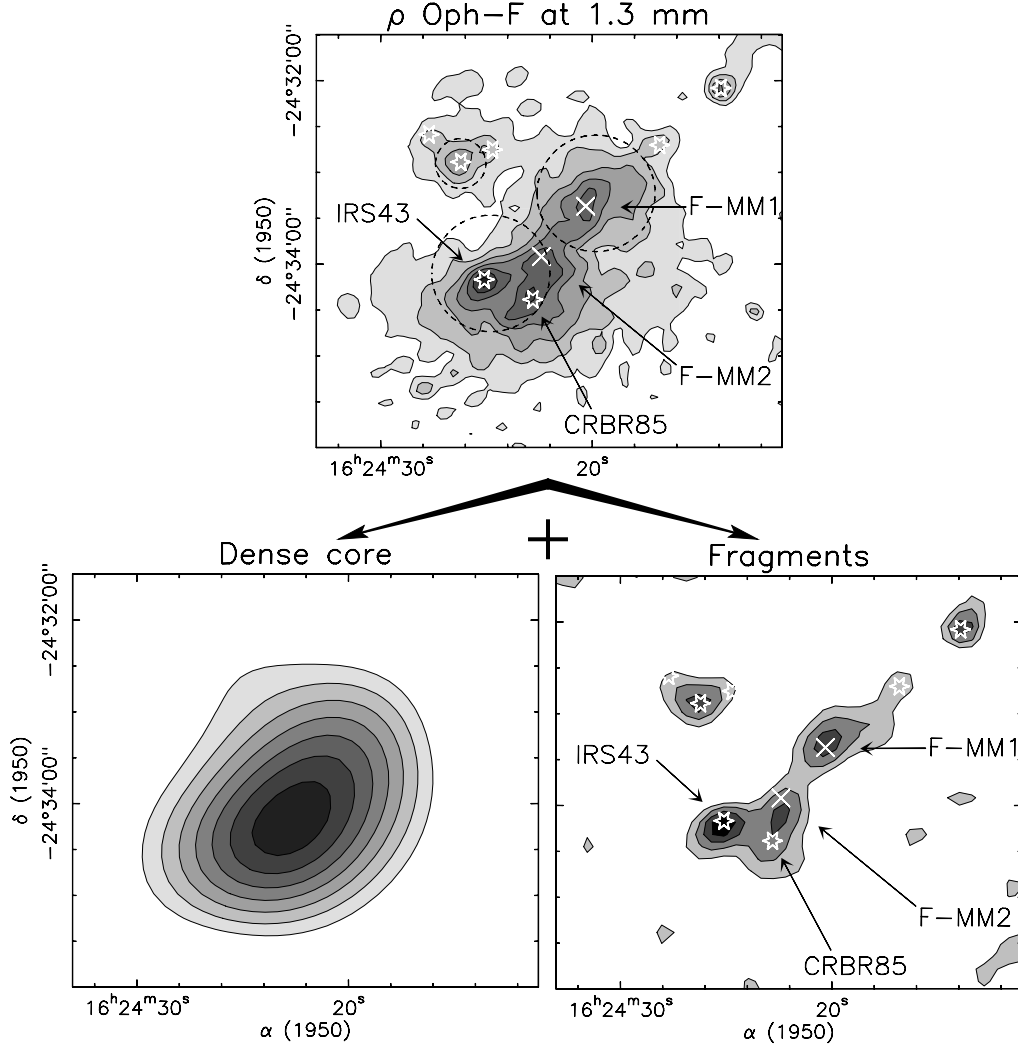 ρ Oph-F at 1.3 mm
-24°32'00"
δ (1950)
-24°34'00"
IRS43
F-MM1
F-MM2
CRBR85
16ʰ24ᵐ30ˢ 20ˢ
+
Dense core
Fragments
-24°32'00"
δ (1950)
-24°34'00"
IRS43
F-MM1
F-MM2
CRBR85
16ʰ24ᵐ30ˢ 20ˢ
α (1950)
16ʰ24ᵐ30ˢ 20ˢ
α (1950)